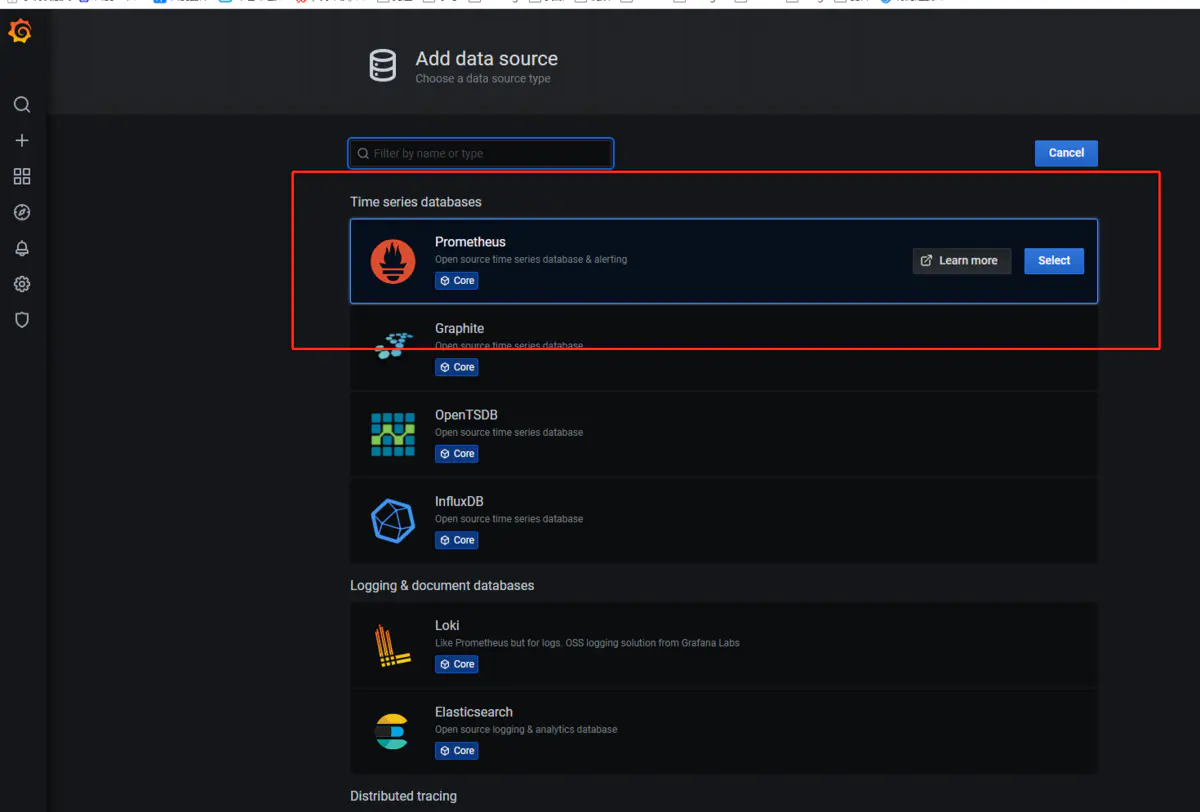 Add data source
Choose a data source type
Filter by name or type
Cancel
Time series databases
Prometheus
Open source time series database & alerting
Core
Learn more
Select
Graphite
Open source time series database
Core
OpenTSDB
Open source time series database
Core
InfluxDB
Open source time series database
Core
Logging & document databases
Loki
Like Prometheus but for logs. OSS logging solution from Grafana Labs
Core
Elasticsearch
Open source logging & analytics database
Core
Distributed tracing